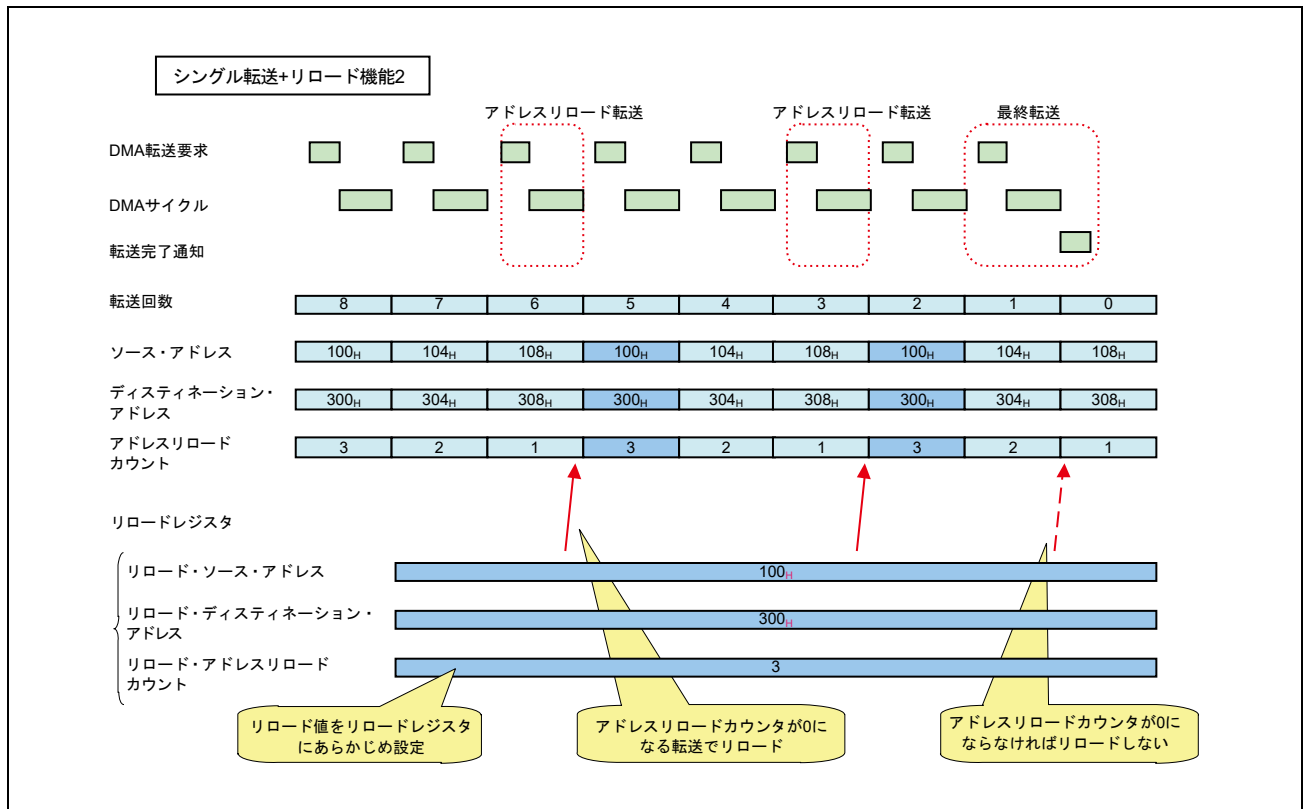 シングル転送+リロード機能2
アドレスリロード転送 アドレスリロード転送 最終転送
DMA転送要求
DMAサイクル
転送完了通知
転送回数 8 7 6 5 4 3 2 1 0
ソース・アドレス 100H 104H 108H 100H 104H 108H 100H 104H 108H
ディスティネーション・
アドレス
300H 304H 308H 300H 304H 308H 300H 304H 308H
アドレスリロード
カウント
3 2 1 3 2 1 3 2 1
リロードレジスタ
リロード・ソース・アドレス 100H
リロード・ディスティネーション・
アドレス
300H
リロード・アドレスリロード
カウント
3
リロード値をリロードレジスタ
にあらかじめ設定
アドレスリロードカウンタが0に
なる転送でリロード
アドレスリロードカウンタが0に
ならなければリロードしない